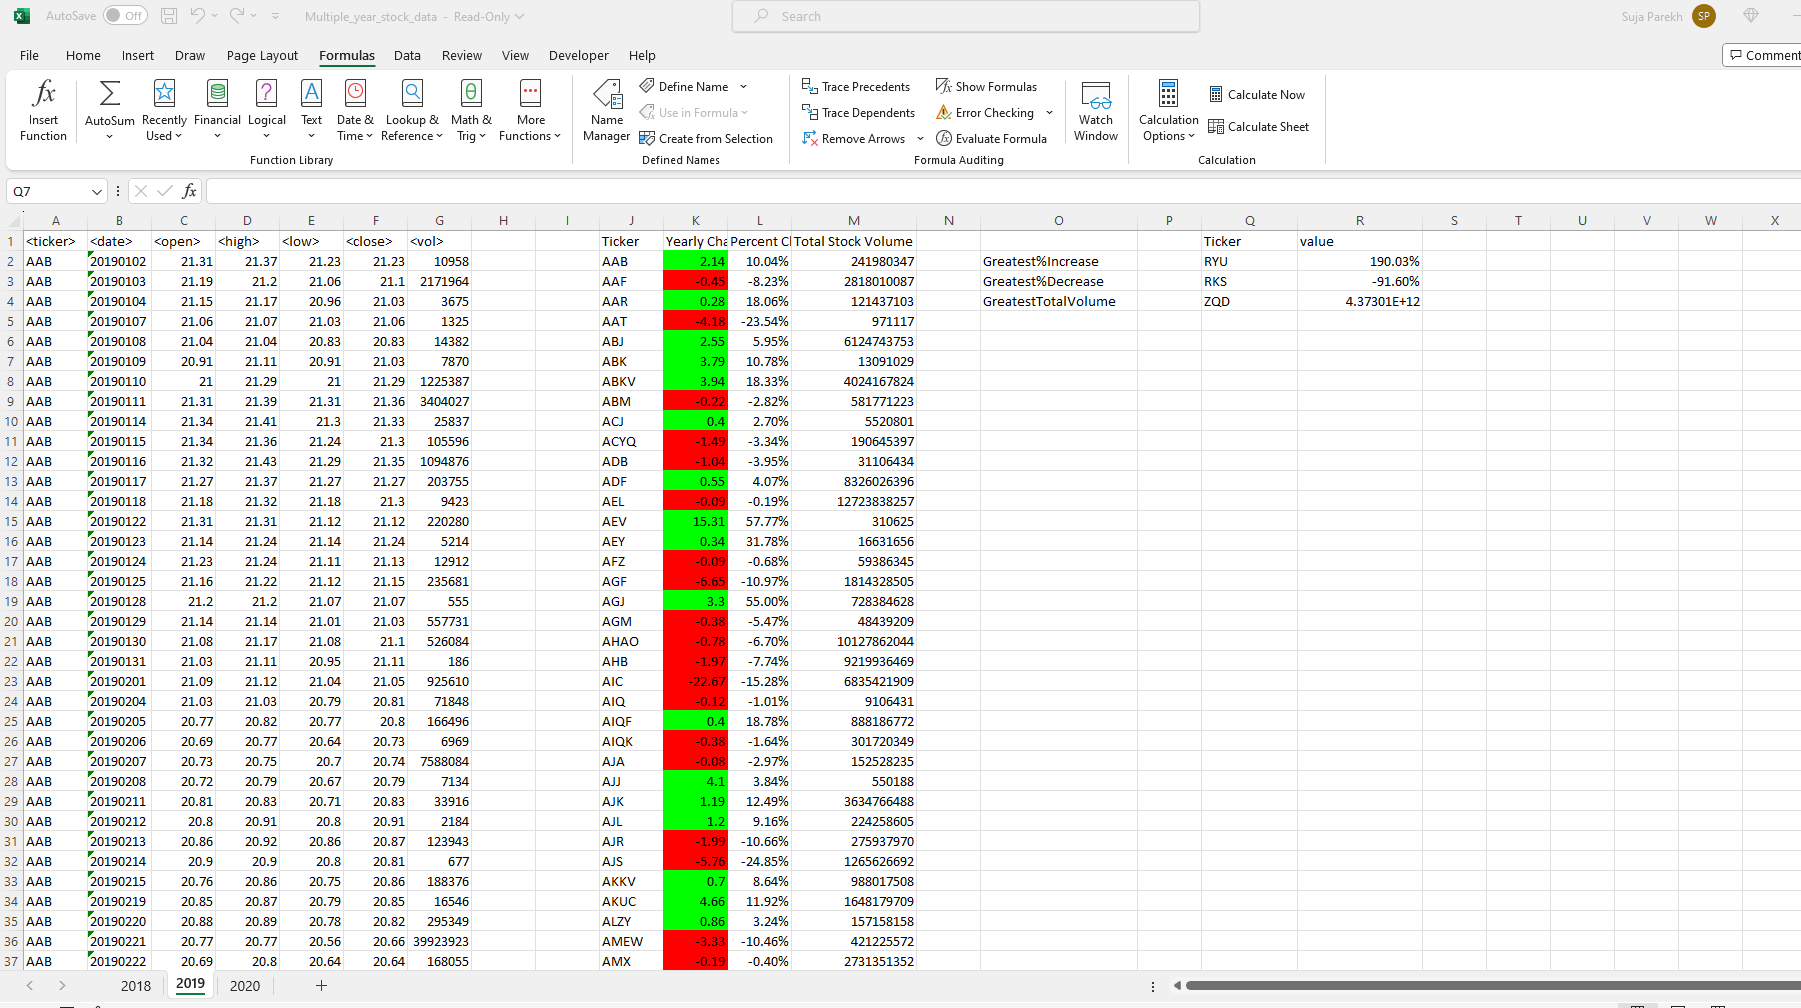 AutoSave Off Multiple_year_stock_data - Read-Only Search Suja Parekh SP
File Home Insert Draw Page Layout Formulas Data Review View Developer Help Comment
fx Σ AutoSum Recently Used Financial Logical Text Date & Time Lookup & Reference Math & Trig More Functions
Insert Function
Function Library
Name Manager
Define Name
Use in Formula
Create from Selection
Defined Names
Trace Precedents Show Formulas
Trace Dependents Error Checking
Remove Arrows Evaluate Formula
Formula Auditing
Watch Window
Calculation Options
Calculate Now
Calculate Sheet
Calculation
Q7 fx
A B C D E F G H I J K L M N O P Q R S T U V W X
1 <ticker> <date> <open> <high> <low> <close> <vol> Ticker Yearly Cha Percent Cl Total Stock Volume Ticker value
2 AAB 20190102 21.31 21.37 21.23 21.23 10958 AAB 2.14 10.04% 241980347 Greatest%Increase RYU 190.03%
3 AAB 20190103 21.19 21.2 21.06 21.1 2171964 AAF -0.45 -8.23% 2818010087 Greatest%Decrease RKS -91.60%
4 AAB 20190104 21.15 21.17 20.96 21.03 3675 AAR 0.28 18.06% 121437103 GreatestTotalVolume ZQD 4.37301E+12
5 AAB 20190107 21.06 21.07 21.03 21.06 1325 AAT -4.18 -23.54% 971117
6 AAB 20190108 21.04 21.04 20.83 20.83 14382 ABJ 2.55 5.95% 6124743753
7 AAB 20190109 20.91 21.11 20.91 21.03 7870 ABK 3.79 10.78% 13091029
8 AAB 20190110 21 21.29 21 21.29 1225387 ABKV 3.94 18.33% 4024167824
9 AAB 20190111 21.31 21.39 21.31 21.36 3404027 ABM -0.22 -2.82% 581771223
10 AAB 20190114 21.34 21.41 21.3 21.33 25837 ACJ 0.4 2.70% 5520801
11 AAB 20190115 21.34 21.36 21.24 21.3 105596 ACYQ -1.49 -3.34% 190645397
12 AAB 20190116 21.32 21.43 21.29 21.35 1094876 ADB -1.04 -3.95% 31106434
13 AAB 20190117 21.27 21.37 21.27 21.27 203755 ADF 0.55 4.07% 8326026396
14 AAB 20190118 21.18 21.32 21.18 21.3 9423 AEL -0.09 -0.19% 12723838257
15 AAB 20190122 21.31 21.31 21.12 21.12 220280 AEV 15.31 57.77% 310625
16 AAB 20190123 21.14 21.24 21.14 21.24 5214 AEY 0.34 31.78% 16631656
17 AAB 20190124 21.23 21.24 21.11 21.13 12912 AFZ -0.09 -0.68% 59386345
18 AAB 20190125 21.16 21.22 21.12 21.15 235681 AGF -6.65 -10.97% 1814328505
19 AAB 20190128 21.2 21.2 21.07 21.07 555 AGJ 3.3 55.00% 728384628
20 AAB 20190129 21.14 21.14 21.01 21.03 557731 AGM -0.38 -5.47% 48439209
21 AAB 20190130 21.08 21.17 21.08 21.1 526084 AHAO -0.78 -6.70% 10127862044
22 AAB 20190131 21.03 21.11 20.95 21.11 186 AHB -1.97 -7.74% 9219936469
23 AAB 20190201 21.09 21.12 21.04 21.05 925610 AIC -22.67 -15.28% 6835421909
24 AAB 20190204 21.03 21.03 20.79 20.81 71848 AIQ -0.12 -1.01% 9106431
25 AAB 20190205 20.77 20.82 20.77 20.8 166496 AIQF 0.4 18.78% 888186772
26 AAB 20190206 20.69 20.77 20.64 20.73 6969 AIQK -0.38 -1.64% 301720349
27 AAB 20190207 20.73 20.75 20.7 20.74 7588084 AJA -0.08 -2.97% 152528235
28 AAB 20190208 20.72 20.79 20.67 20.79 7134 AJJ 4.1 3.84% 550188
29 AAB 20190211 20.81 20.83 20.71 20.83 33916 AJK 1.19 12.49% 3634766488
30 AAB 20190212 20.8 20.91 20.8 20.91 2184 AJL 1.2 9.16% 224258605
31 AAB 20190213 20.86 20.92 20.86 20.87 123943 AJR -1.99 -10.66% 275937970
32 AAB 20190214 20.9 20.9 20.8 20.81 677 AJS -5.76 -24.85% 1265626692
33 AAB 20190215 20.76 20.86 20.75 20.86 188376 AKKV 0.7 8.64% 988017508
34 AAB 20190219 20.85 20.87 20.79 20.85 16546 AKUC 4.66 11.92% 1648179709
35 AAB 20190220 20.88 20.89 20.78 20.82 295349 ALZY 0.86 3.24% 157158158
36 AAB 20190221 20.77 20.77 20.56 20.66 39923923 AMEW -3.33 -10.46% 421225572
37 AAB 20190222 20.69 20.8 20.64 20.64 168055 AMX -0.19 -0.40% 2731351352
2018 2019 2020